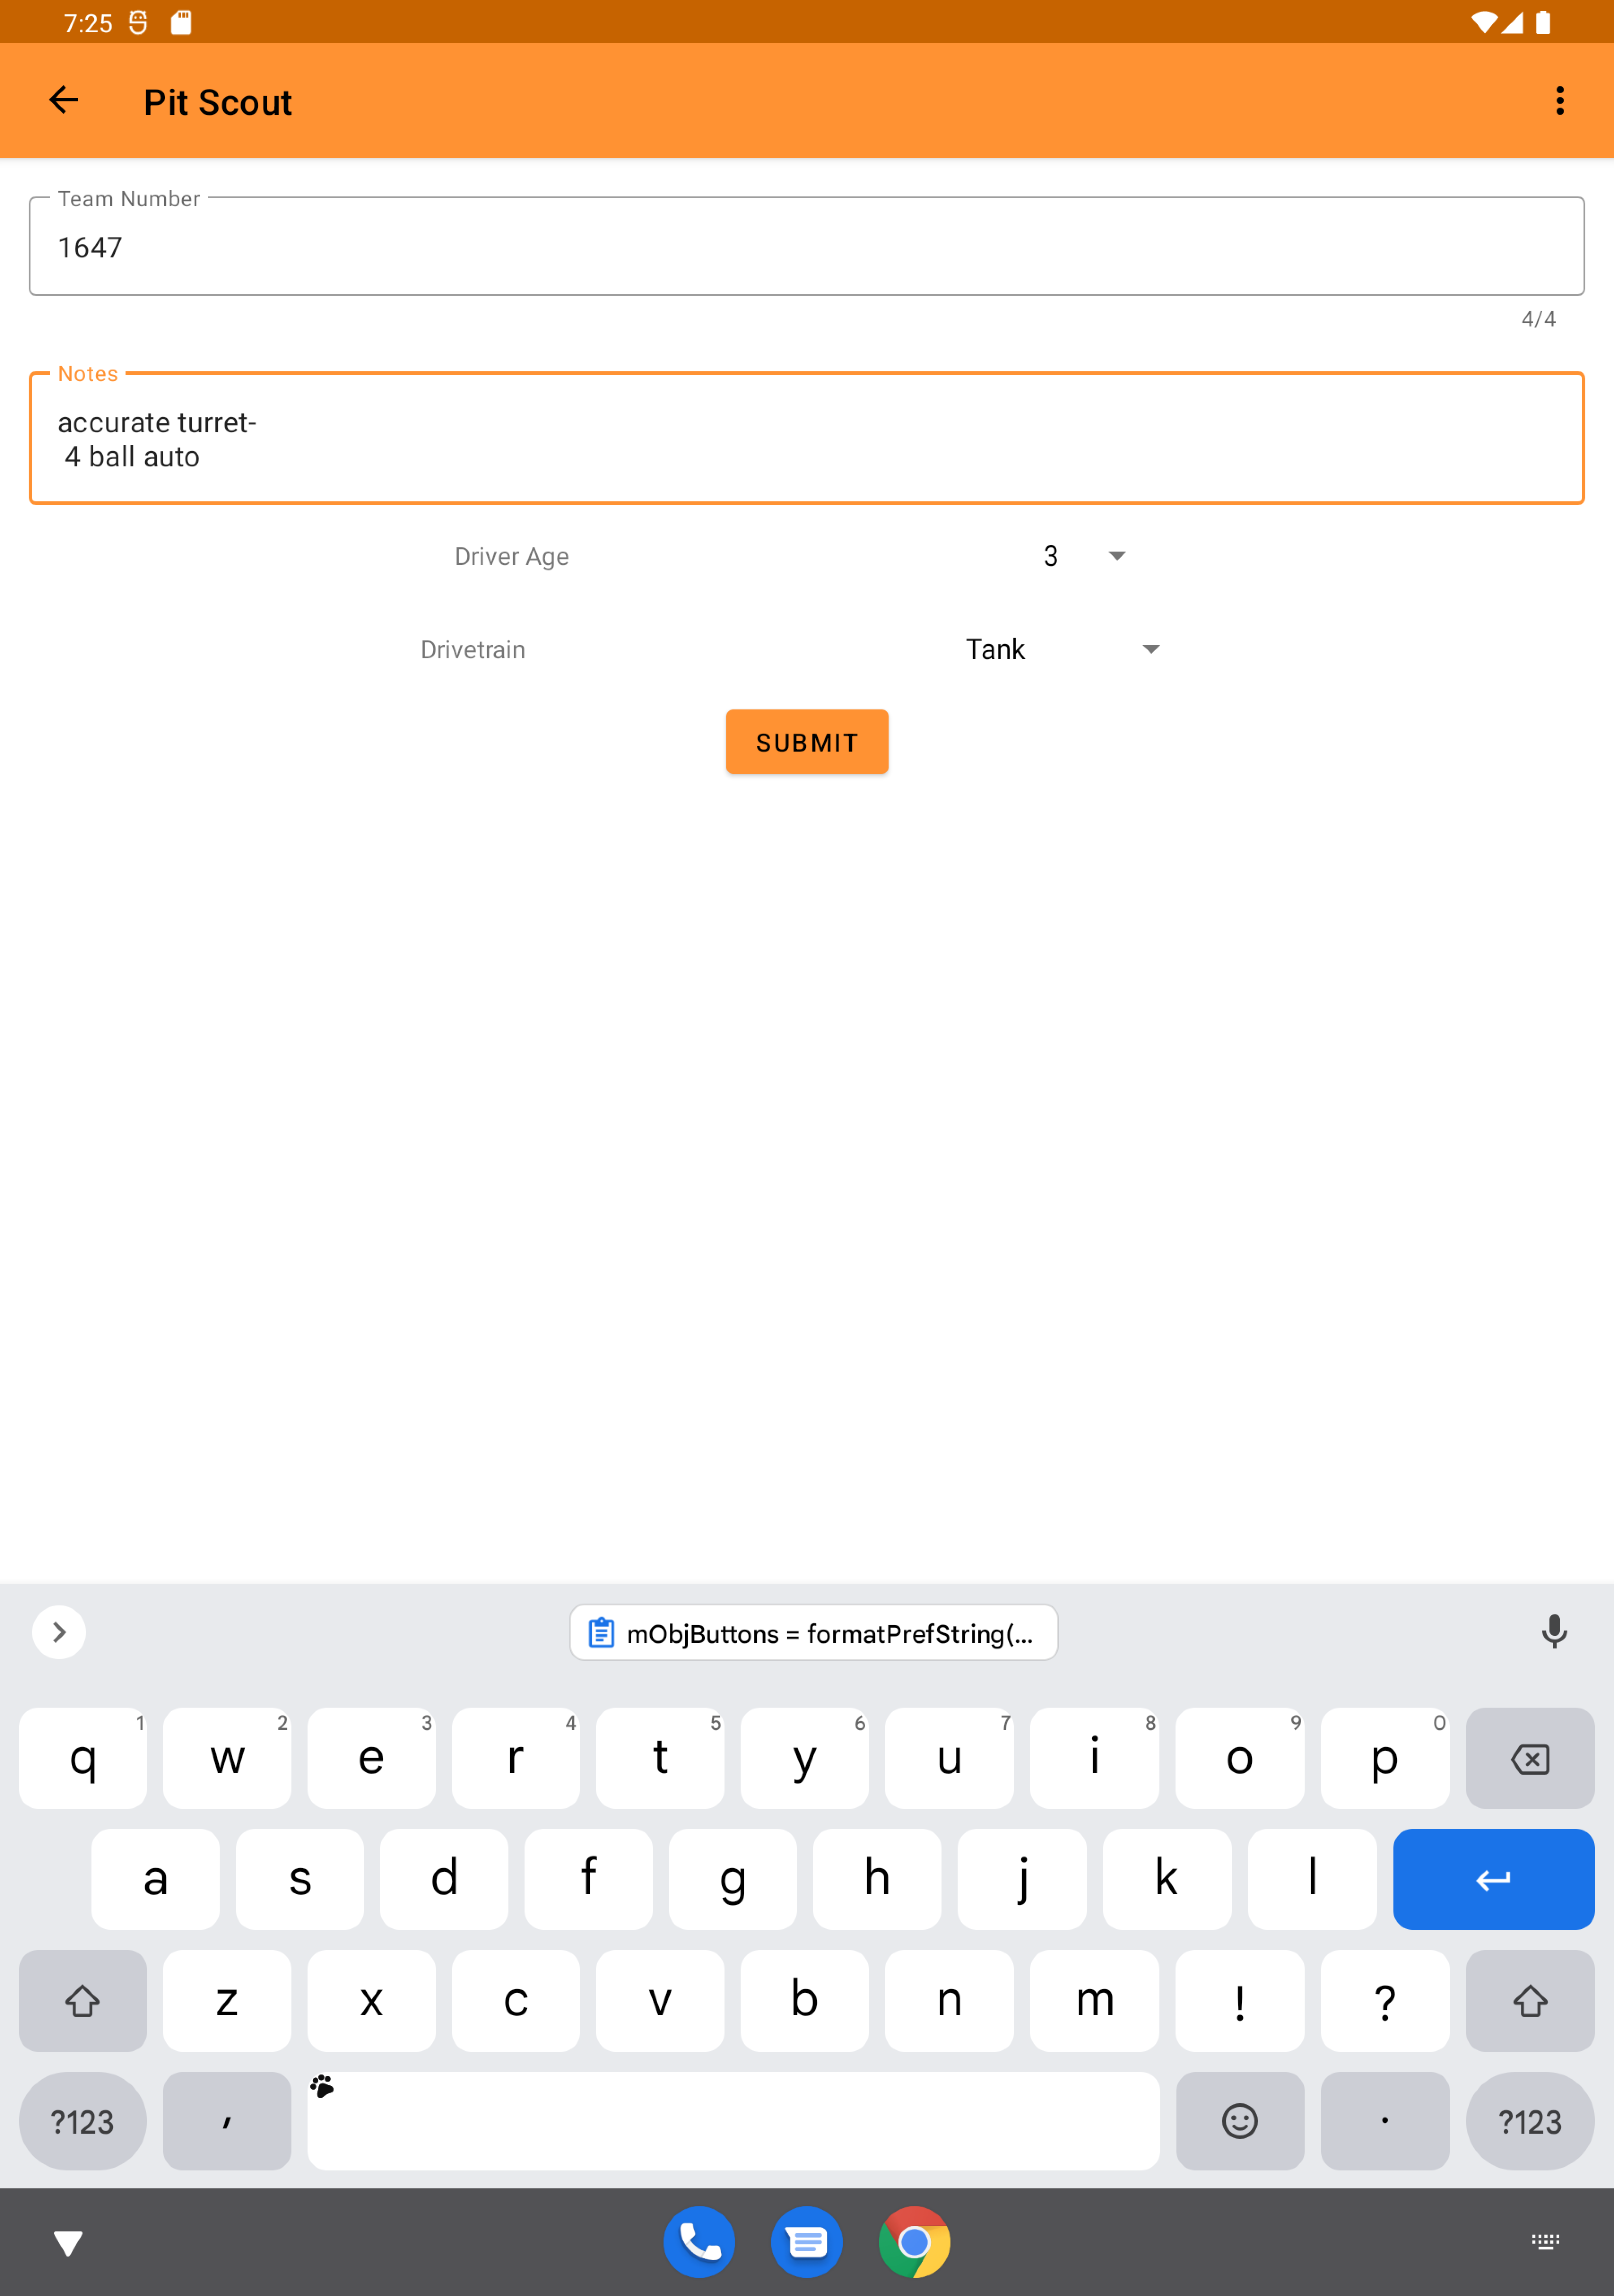 7:25
Pit Scout
Team Number
1647
4/4
Notes
accurate turret-
4 ball auto
Driver Age 3
Drivetrain Tank
SUBMIT
mObjButtons = formatPrefString(...
q 1 w 2 e 3 r 4 t 5 y 6 u 7 i 8 o 9 p 0
a s d f g h j k l
z x c v b n m ! ?
?123 , . ?123